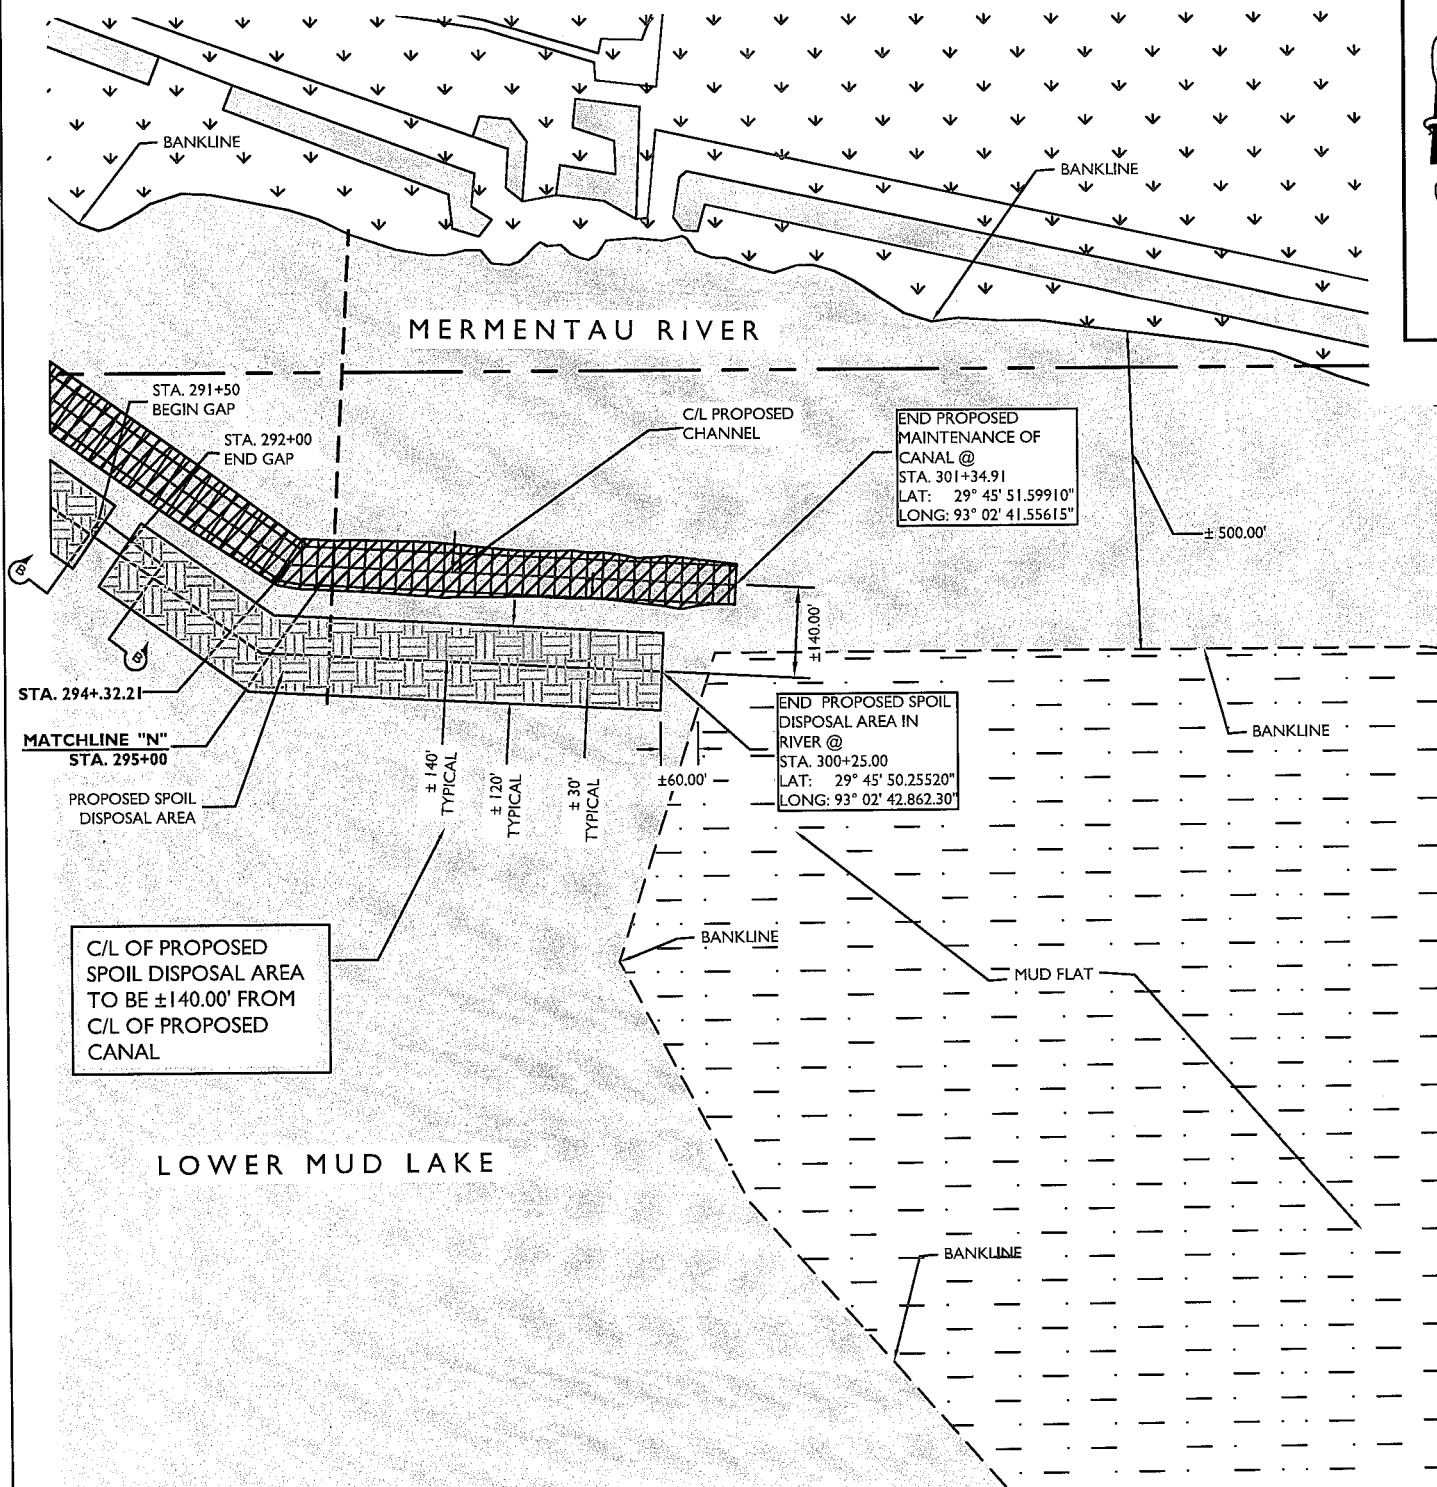 BANKLINE
BANKLINE
MERMENTAU RIVER
STA. 291+50
BEGIN GAP
STA. 292+00
END GAP
C/L PROPOSED
CHANNEL
END PROPOSED
MAINTENANCE OF
CANAL @
STA. 301+34.91
LAT: 29° 45' 51.59910"
LONG: 93° 02' 41.55615"
± 500.00'
B
B
±140.00'
STA. 294+.32.21
MATCHLINE "N"
STA. 295+00
PROPOSED SPOIL
DISPOSAL AREA
± 140'
TYPICAL
± 120'
TYPICAL
± 30'
TYPICAL
±60.00'
END PROPOSED SPOIL
DISPOSAL AREA IN
RIVER @
STA. 300+25.00
LAT: 29° 45' 50.25520"
LONG: 93° 02' 42.862.30"
BANKLINE
C/L OF PROPOSED
SPOIL DISPOSAL AREA
TO BE ±140.00' FROM
C/L OF PROPOSED
CANAL
BANKLINE
MUD FLAT
LOWER MUD LAKE
BANKLINE